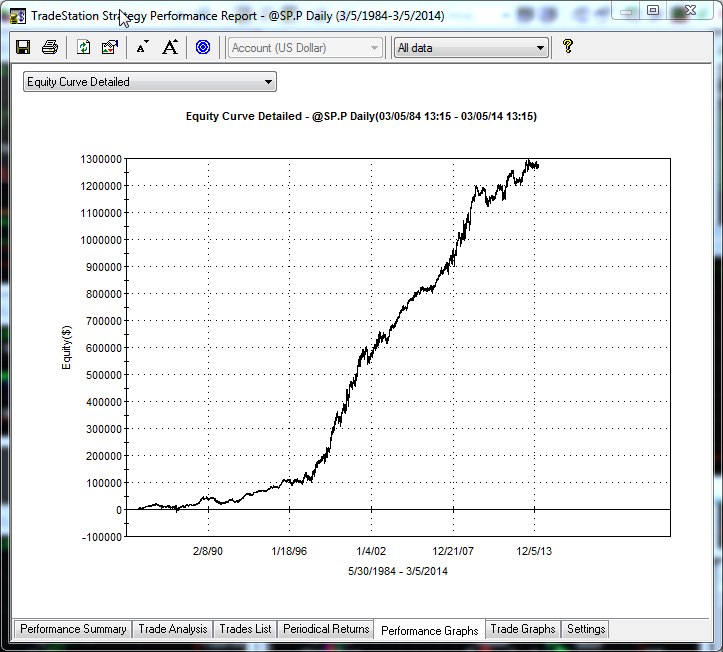 TradeStation Strategy Performance Report - @SP.P Daily (3/5/1984-3/5/2014)
A A Account (US Dollar) All data ?
Equity Curve Detailed
Equity Curve Detailed - @SP.P Daily(03/05/84 13:15 - 03/05/14 13:15)
1300000
1200000
1100000
1000000
900000
800000
700000
600000
500000
400000
300000
200000
100000
0
-100000
Equity($)
2/8/90 1/18/96 1/4/02 12/21/07 12/5/13
5/30/1984 - 3/5/2014
Performance Summary Trade Analysis Trades List Periodical Returns Performance Graphs Trade Graphs Settings